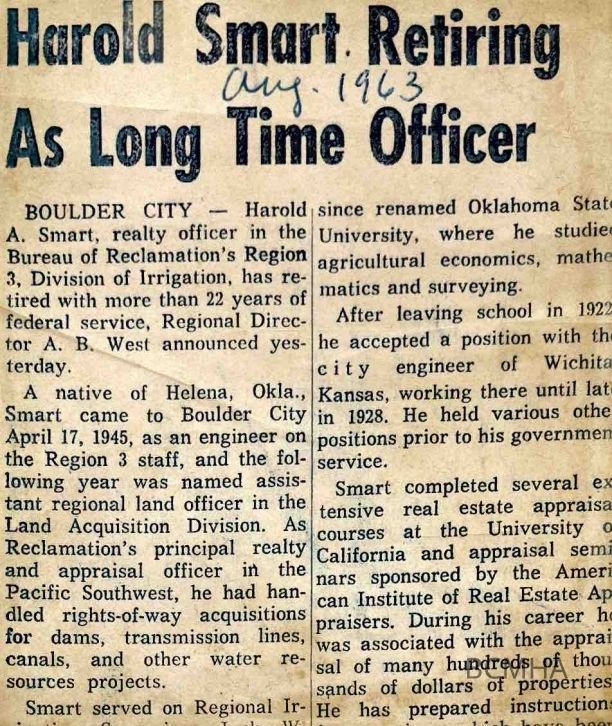 Harold Smart Retiring
Aug. 1963
As Long Time Officer
BOULDER CITY — Harold
A. Smart, realty officer in the
Bureau of Reclamation's Region
3, Division of Irrigation, has re-
tired with more than 22 years of
federal service, Regional Direc-
tor A. B. West announced yes-
terday.
A native of Helena, Okla.,
Smart came to Boulder City
April 17, 1945, as an engineer on
the Region 3 staff, and the fol-
lowing year was named assis-
tant regional land officer in the
Land Acquisition Division. As
Reclamation's principal realty
and appraisal officer in the
Pacific Southwest, he had han-
dled rights-of-way acquisitions
for dams, transmission lines,
canals, and other water re-
sources projects.
Smart served on Regional Ir-
since renamed Oklahoma State
University, where he studied
agricultural economics, mathe
matics and surveying.
After leaving school in 1922
he accepted a position with th
city engineer of Wichita
Kansas, working there until lat
in 1928. He held various othe
positions prior to his governmen
service.
Smart completed several ex
tensive real estate appraisa
courses at the University o
California and appraisal semi
nars sponsored by the Ameri
can Institute of Real Estate Ap
praisers. During his career h
was associated with the apprai
sal of many hundreds of thou
sands of dollars of properties
He has prepared instruction
BCMHA